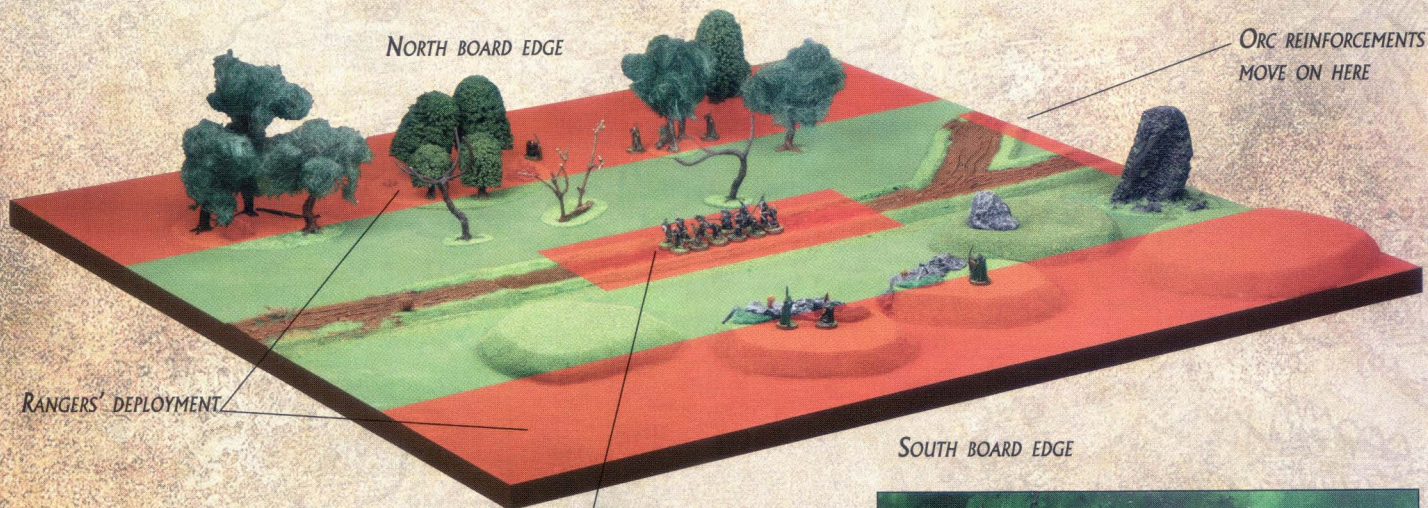 NORTH BOARD EDGE
ORC REINFORCEMENTS
MOVE ON HERE
RANGERS' DEPLOYMENT
SOUTH BOARD EDGE